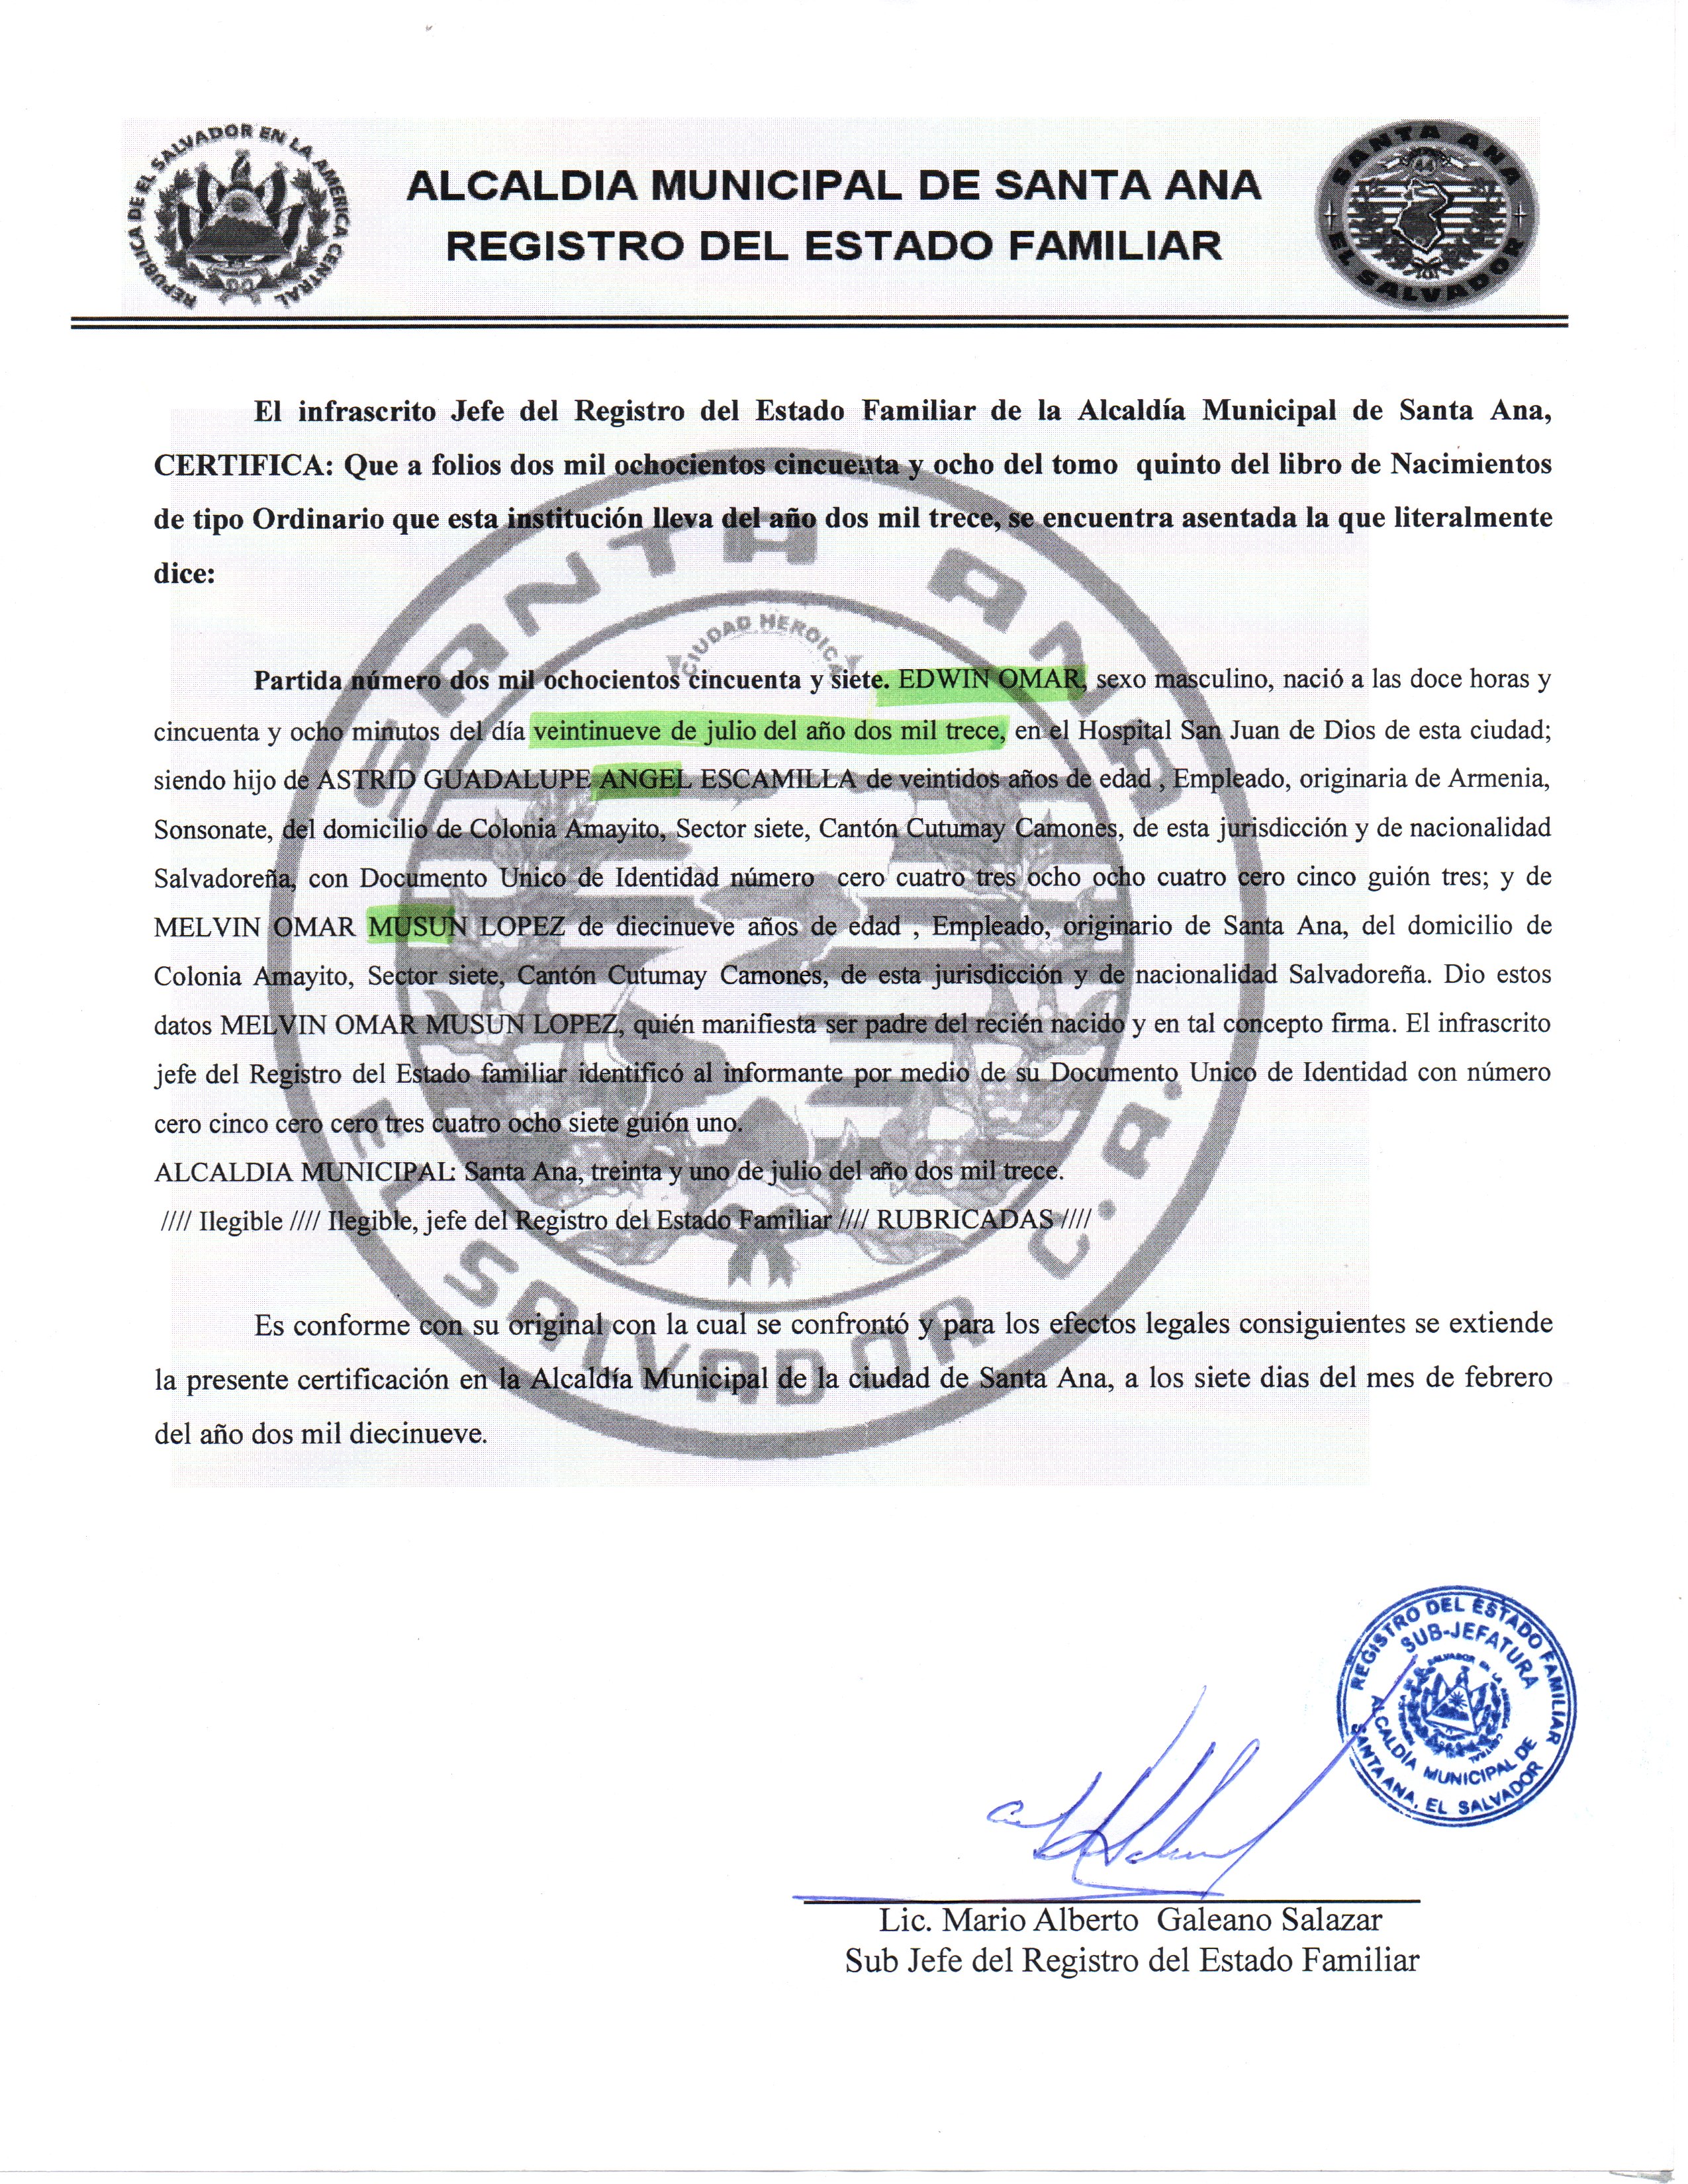 REPUBLICA DE EL SALVADOR EN LA AMERICA CENTRAL
ALCALDIA MUNICIPAL DE SANTA ANA
REGISTRO DEL ESTADO FAMILIAR
SANTA ANA
EL SALVADOR
El infrascrito Jefe del Registro del Estado Familiar de la Alcaldía Municipal de Santa Ana,
CERTIFICA: Que a folios dos mil ochocientos cincuenta y ocho del tomo quinto del libro de Nacimientos
de tipo Ordinario que esta institución lleva del año dos mil trece, se encuentra asentada la que literalmente
dice:
SANTA ANA
CIUDAD HEROICA
EL SALVADOR C.A.
Partida número dos mil ochocientos cincuenta y siete. EDWIN OMAR, sexo masculino, nació a las doce horas y
cincuenta y ocho minutos del día veintinueve de julio del año dos mil trece, en el Hospital San Juan de Dios de esta ciudad;
siendo hijo de ASTRID GUADALUPE ANGEL ESCAMILLA de veintidos años de edad , Empleado, originaria de Armenia,
Sonsonate, del domicilio de Colonia Amayito, Sector siete, Cantón Cutumay Camones, de esta jurisdicción y de nacionalidad
Salvadoreña, con Documento Unico de Identidad número cero cuatro tres ocho ocho cuatro cero cinco guión tres; y de
MELVIN OMAR MUSUN LOPEZ de diecinueve años de edad , Empleado, originario de Santa Ana, del domicilio de
Colonia Amayito, Sector siete, Cantón Cutumay Camones, de esta jurisdicción y de nacionalidad Salvadoreña. Dio estos
datos MELVIN OMAR MUSUN LOPEZ, quién manifiesta ser padre del recién nacido y en tal concepto firma. El infrascrito
jefe del Registro del Estado familiar identificó al informante por medio de su Documento Unico de Identidad con número
cero cinco cero cero tres cuatro ocho siete guión uno.
ALCALDIA MUNICIPAL: Santa Ana, treinta y uno de julio del año dos mil trece.
//// Ilegible //// Ilegible, jefe del Registro del Estado Familiar //// RUBRICADAS ////
Es conforme con su original con la cual se confrontó y para los efectos legales consiguientes se extiende
la presente certificación en la Alcaldía Municipal de la ciudad de Santa Ana, a los siete dias del mes de febrero
del año dos mil diecinueve.
REGISTRO DEL ESTADO FAMILIAR
SUB-JEFATURA
ALCALDÍA MUNICIPAL DE
SANTA ANA, EL SALVADOR
Lic. Mario Alberto Galeano Salazar
Sub Jefe del Registro del Estado Familiar